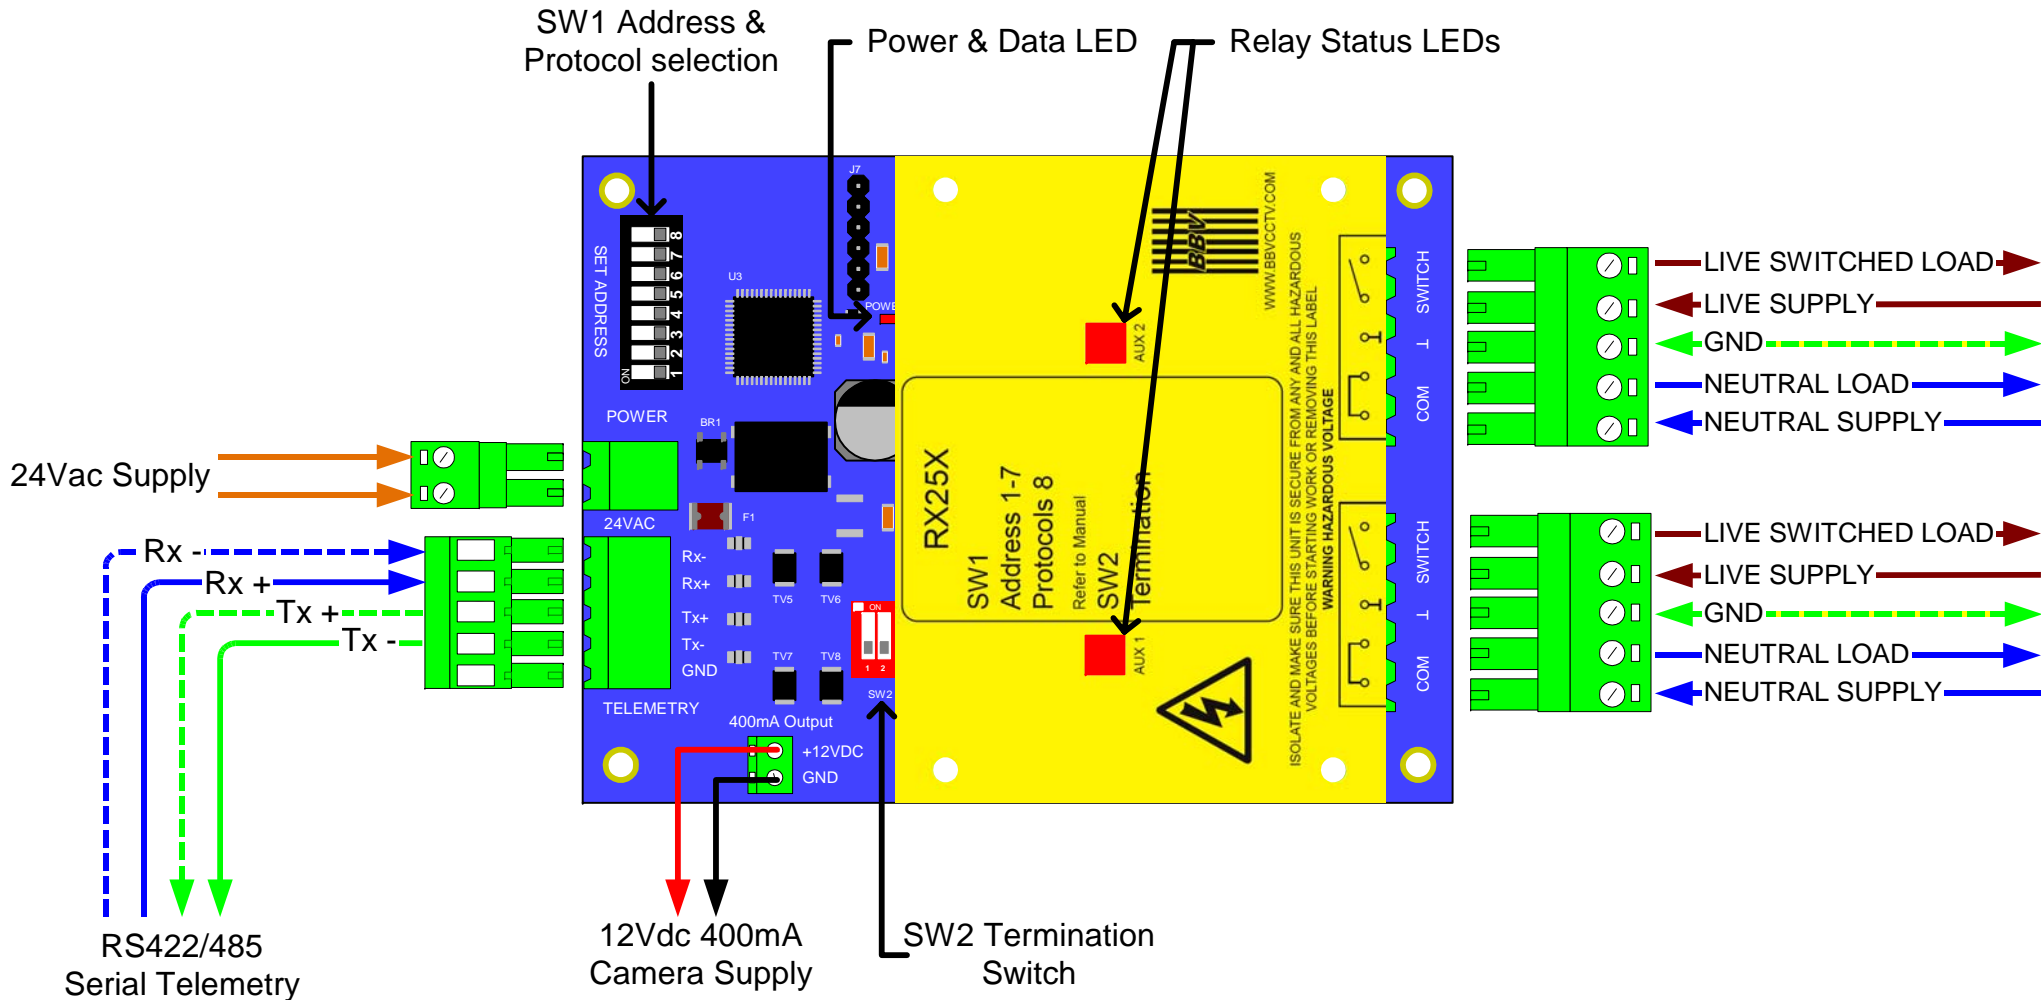 SW1 Address &
Protocol selection
Power & Data LED
Relay Status LEDs
J7
SET ADDRESS
8
7
6
5
4
3
2
1
ON
U3
POWE
POWER
BR1
24VAC
F1
24Vac Supply
Rx -
Rx +
Tx +
Tx -
Rx-
Rx+
Tx+
Tx-
GND
TELEMETRY
TV5
TV6
TV7
TV8
ON
1 2
SW2
400mA Output
+12VDC
GND
RX25X
SW1
Address 1-7
Protocols 8
Refer to Manual
SW2
Termination
AUX 2
AUX 1
BBV
WWW.BBVCCTV.COM
ISOLATE AND MAKE SURE THIS UNIT IS SECURE FROM ANY AND ALL HAZARDOUS
VOLTAGES BEFORE STARTING WORK OR REMOVING THIS LABEL
WARNING HAZARDOUS VOLTAGE
SWITCH
COM
SWITCH
COM
LIVE SWITCHED LOAD
LIVE SUPPLY
GND
NEUTRAL LOAD
NEUTRAL SUPPLY
LIVE SWITCHED LOAD
LIVE SUPPLY
GND
NEUTRAL LOAD
NEUTRAL SUPPLY
RS422/485
Serial Telemetry
12Vdc 400mA
Camera Supply
SW2 Termination
Switch